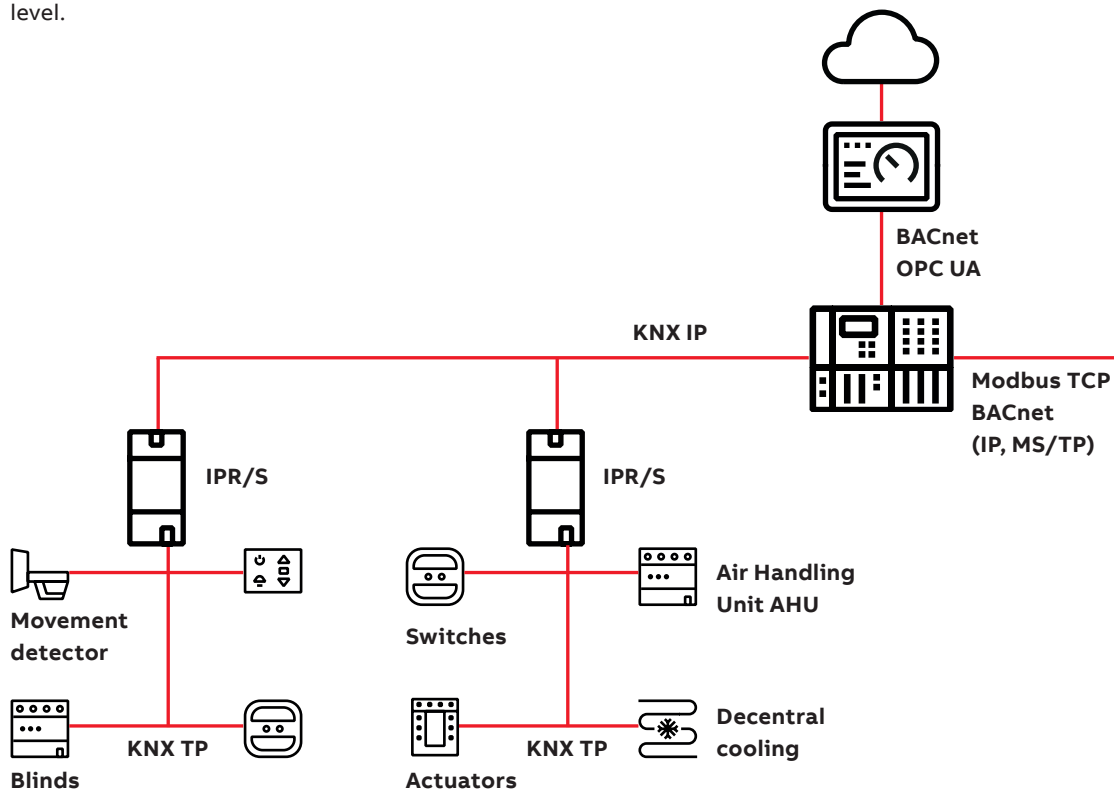 level.
BACnet
OPC UA
KNX IP
Modbus TCP
BACnet
(IP, MS/TP)
IPR/S
IPR/S
Movement
detector
Switches
Air Handling
Unit AHU
Blinds
KNX TP
Actuators
KNX TP
Decentral
cooling